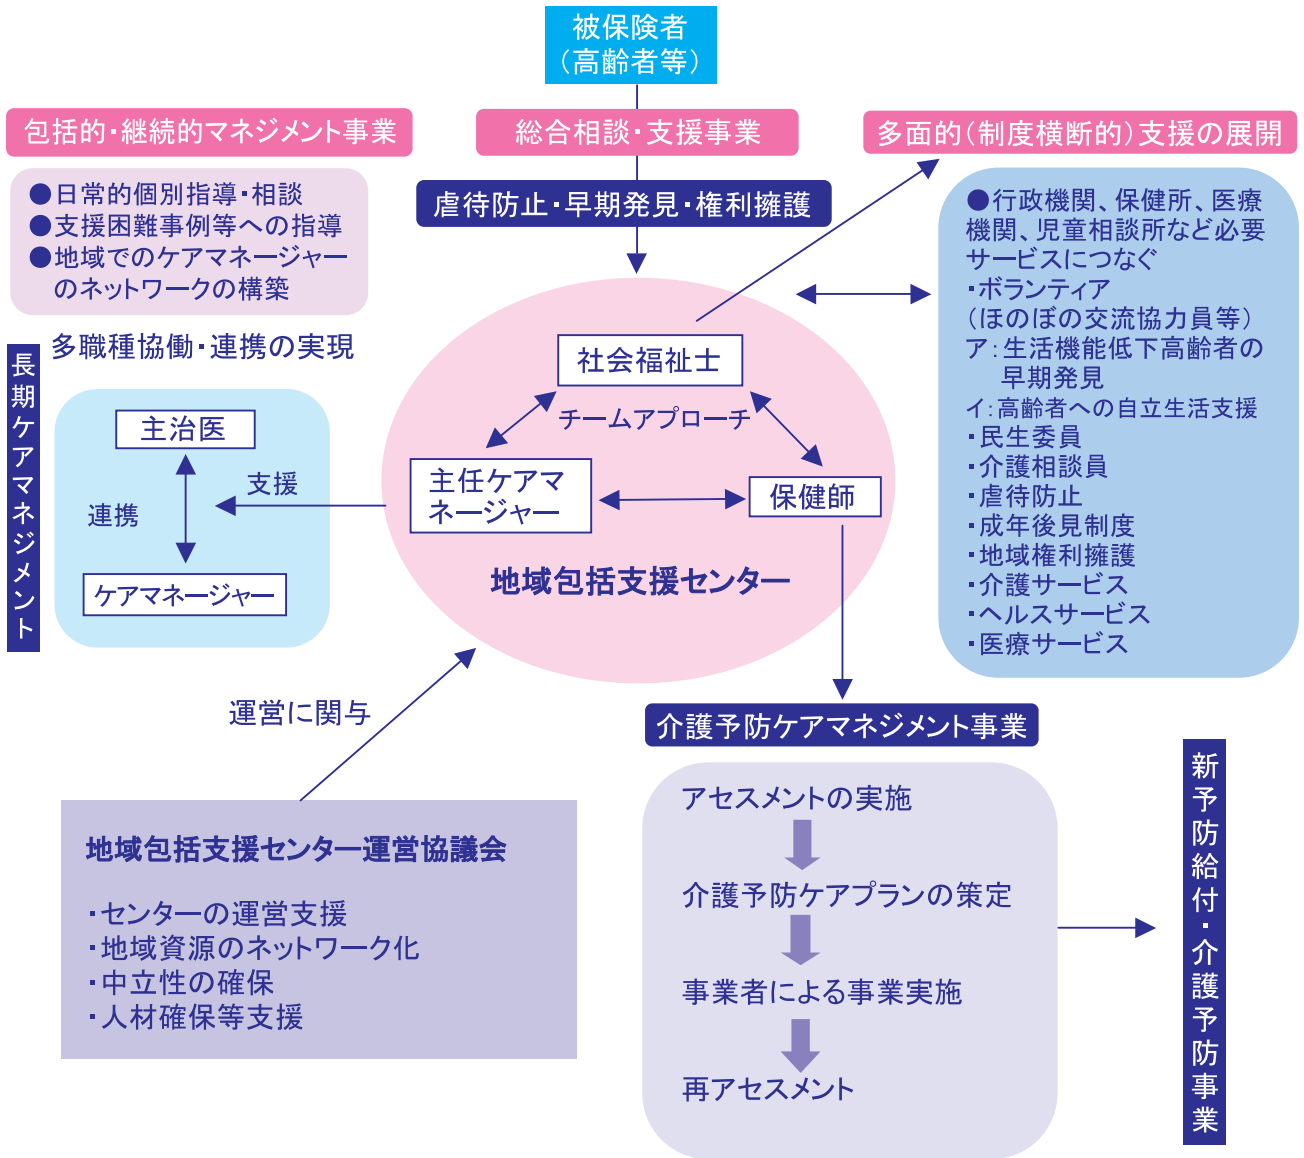 被保険者
（高齢者等）
包括的・継続的マネジメント事業
総合相談・支援事業
多面的（制度横断的）支援の展開
●日常的個別指導・相談
●支援困難事例等への指導
●地域でのケアマネージャー
のネットワークの構築
虐待防止・早期発見・権利擁護
●行政機関、保健所、医療
機関、児童相談所など必要
サービスにつなぐ
・ボランティア
（ほのぼの交流協力員等）
ア：生活機能低下高齢者の
早期発見
イ：高齢者への自立生活支援
・民生委員
・介護相談員
・虐待防止
・成年後見制度
・地域権利擁護
・介護サービス
・ヘルスサービス
・医療サービス
多職種協働・連携の実現
長期ケアマネジメント
主治医
連携
支援
ケアマネージャー
社会福祉士
チームアプローチ
主任ケアマ
ネージャー
保健師
地域包括支援センター
運営に関与
地域包括支援センター運営協議会
・センターの運営支援
・地域資源のネットワーク化
・中立性の確保
・人材確保等支援
介護予防ケアマネジメント事業
アセスメントの実施
介護予防ケアプランの策定
事業者による事業実施
再アセスメント
新予防給付・介護予防事業